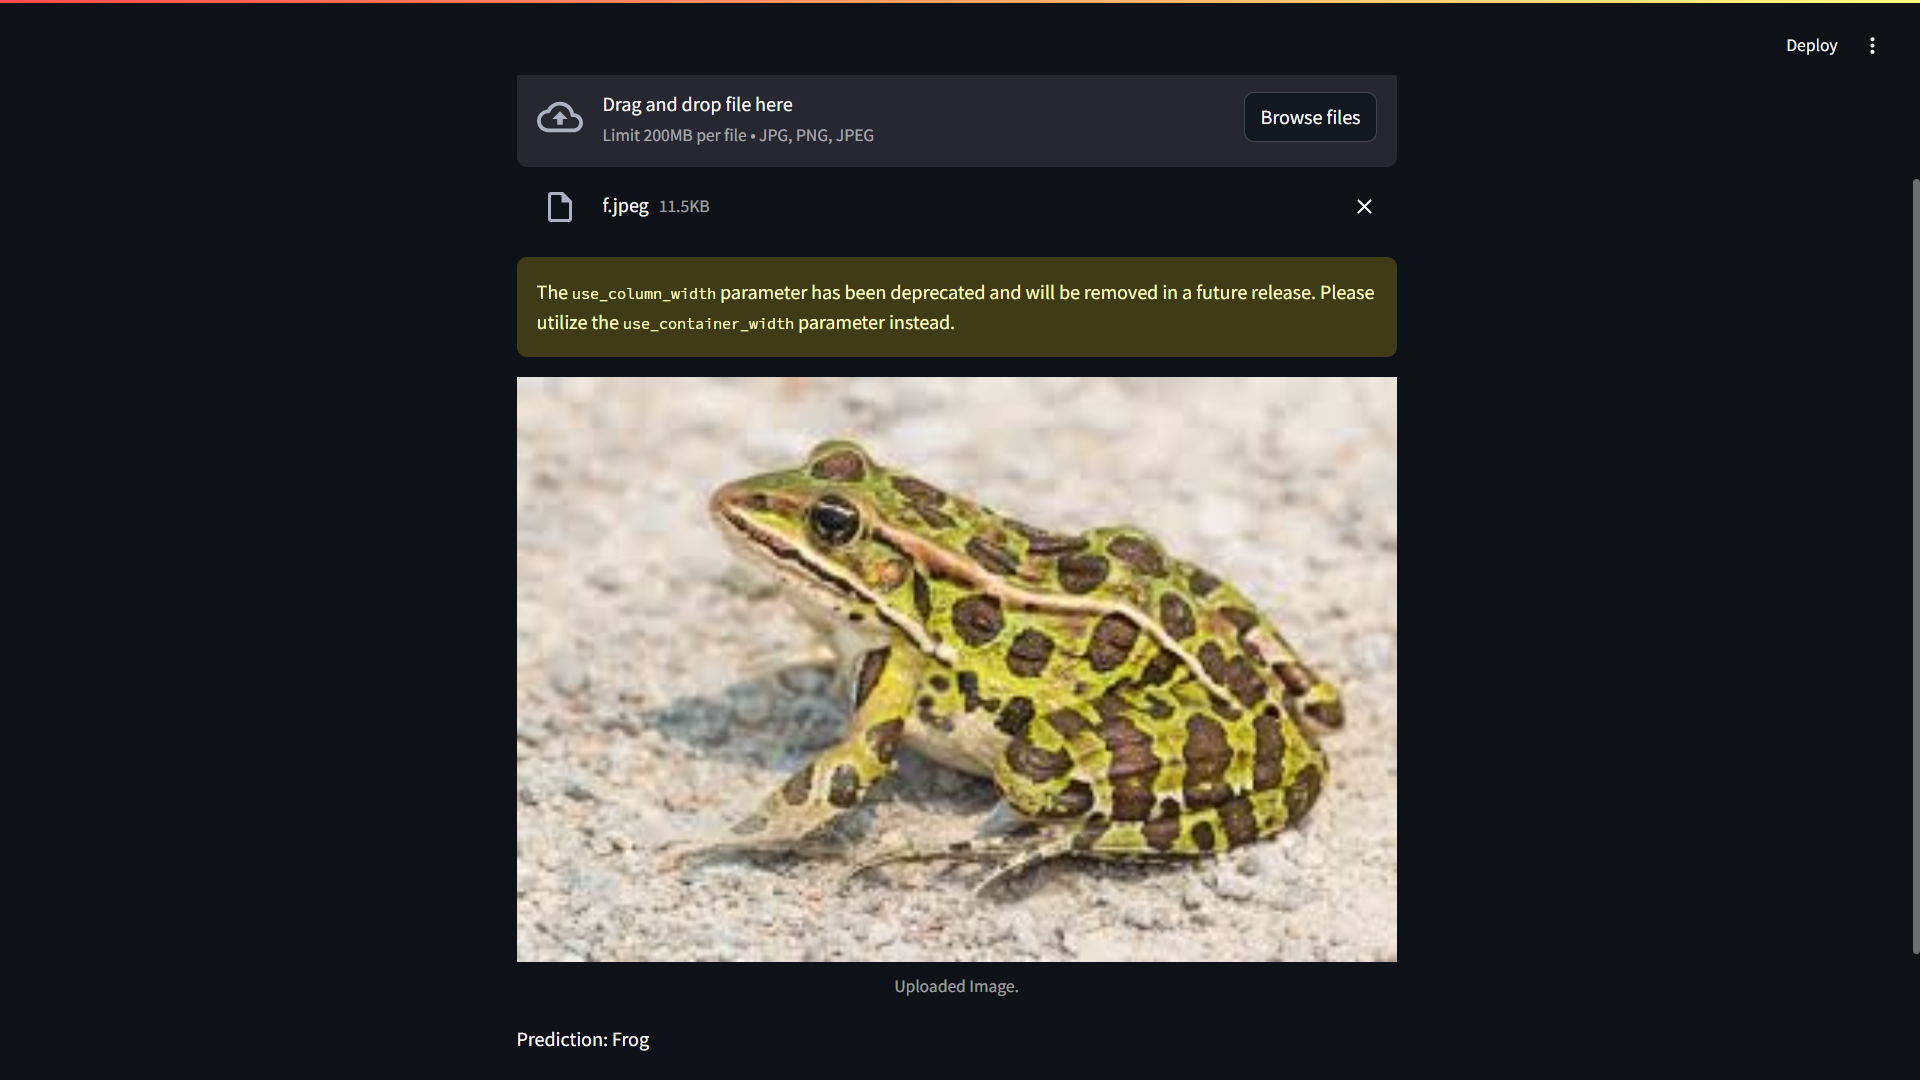 Deploy
Drag and drop file here
Limit 200MB per file • JPG, PNG, JPEG
Browse files
f.jpeg 11.5KB
The use_column_width parameter has been deprecated and will be removed in a future release. Please
utilize the use_container_width parameter instead.
Uploaded Image.
Prediction: Frog